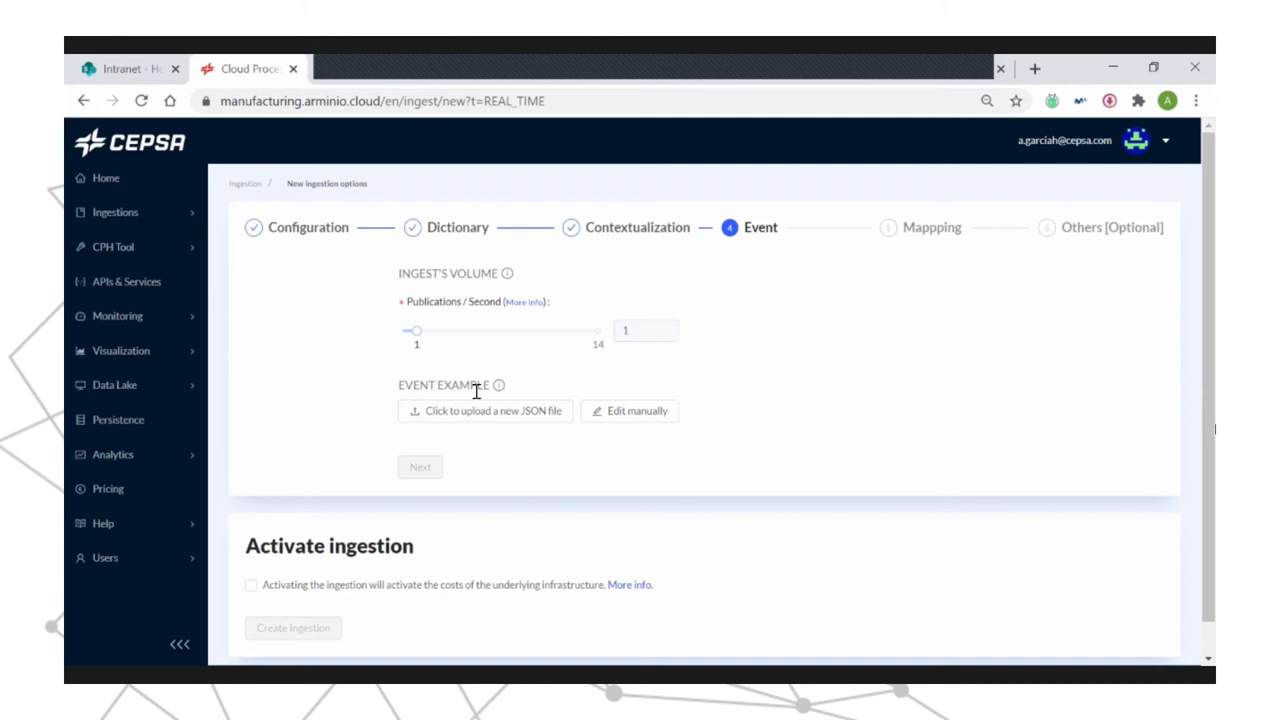 Intranet - Ho
Cloud Proce
manufacturing.arminio.cloud/en/ingest/new?t=REAL_TIME
A
CEPSA
a.garciah@cepsa.com
Home
Ingestions
CPH Tool
APIs & Services
Monitoring
Visualization
Data Lake
Persistence
Analytics
Pricing
Help
Users
Ingestion / New ingestion options
Configuration
Dictionary
Contextualization
4 Event
5 Mappping
6 Others [Optional]
INGEST'S VOLUME
* Publications / Second (More info) :
1
1
14
EVENT EXAMPLE
Click to upload a new JSON file
Edit manually
Next
Activate ingestion
Activating the ingestion will activate the costs of the underlying infrastructure. More info.
Create Ingestion